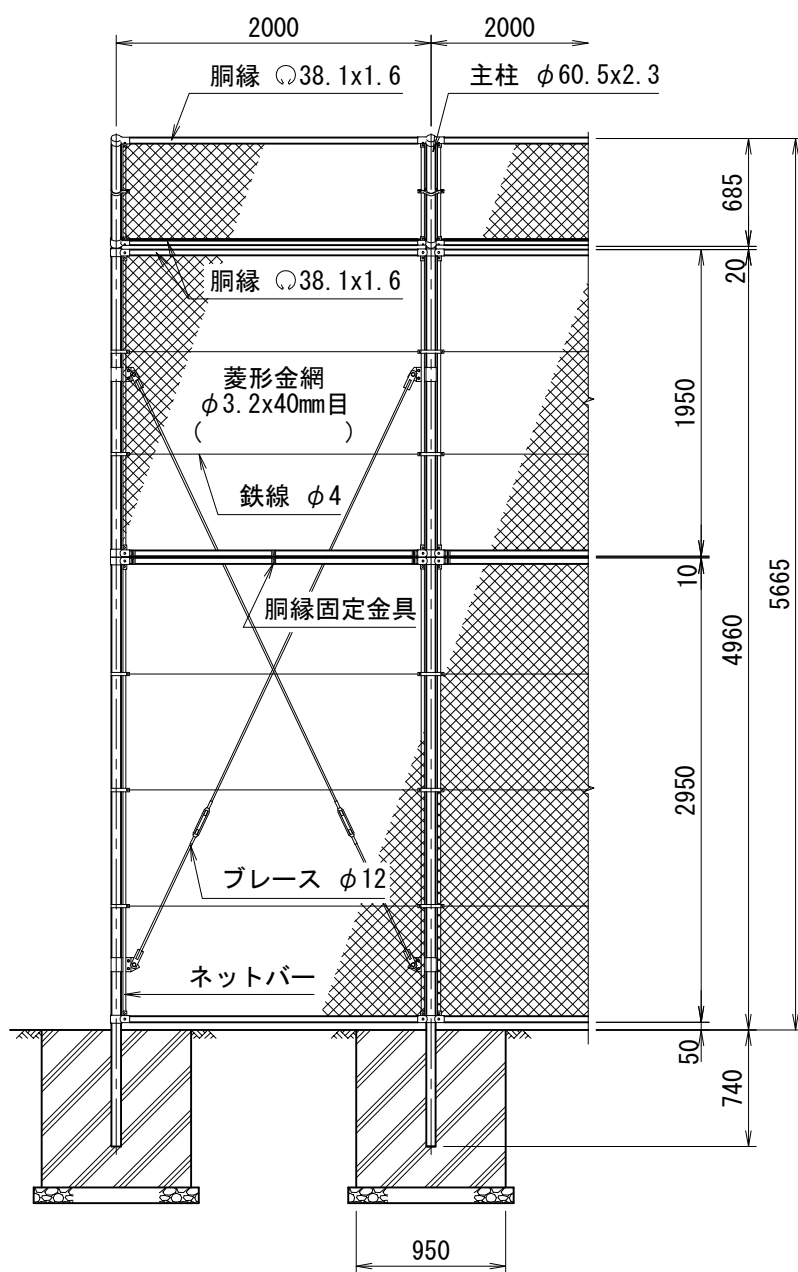 2000
2000
胴縁 38.1x1.6
主柱 φ60.5x2.3
685
20
胴縁 38.1x1.6
菱形金網
φ3.2x40mm目
( )
1950
鉄線 φ4
胴縁固定金具
10
4960
5665
2950
ブレース φ12
ネットバー
50
740
950